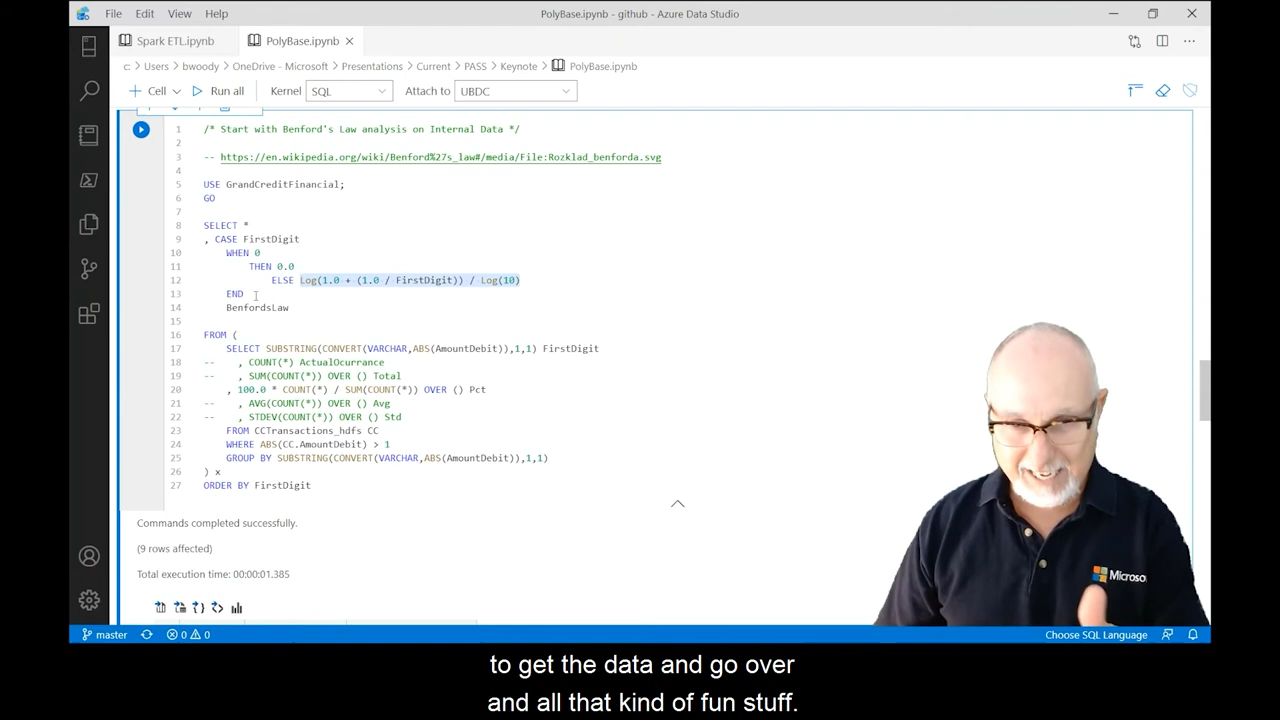 File Edit View Help
PolyBase.ipynb - github - Azure Data Studio
Spark ETL.ipynb
PolyBase.ipynb
Users > bwoody > OneDrive - Microsoft > Presentations > Current > PASS > Keynote > PolyBase.ipynb
Cell
Run all
Kernel SQL
Attach to UBDC
1 /* Start with Benford's Law analysis on Internal Data */
2
3 -- https://en.wikipedia.org/wiki/Benford%27s_law#/media/File:Rozklad_benforda.svg
4
5 USE GrandCreditFinancial;
6 GO
7
8 SELECT *
9 , CASE FirstDigit
10 WHEN 0
11 THEN 0.0
12 ELSE Log(1.0 + (1.0 / FirstDigit)) / Log(10)
13 END
14 BenfordsLaw
15
16 FROM (
17 SELECT SUBSTRING(CONVERT(VARCHAR,ABS(AmountDebit)),1,1) FirstDigit
18 -- , COUNT(*) ActualOcurrance
19 -- , SUM(COUNT(*)) OVER () Total
20 , 100.0 * COUNT(*) / SUM(COUNT(*)) OVER () Pct
21 -- , AVG(COUNT(*)) OVER () Avg
22 -- , STDEV(COUNT(*)) OVER () Std
23 FROM CCTransactions_hdfs CC
24 WHERE ABS(CC.AmountDebit) > 1
25 GROUP BY SUBSTRING(CONVERT(VARCHAR,ABS(AmountDebit)),1,1)
26 ) x
27 ORDER BY FirstDigit
Commands completed successfully.
(9 rows affected)
Total execution time: 00:00:01.385
Microso
master
0 0
Choose SQL Language
to get the data and go over
and all that kind of fun stuff.